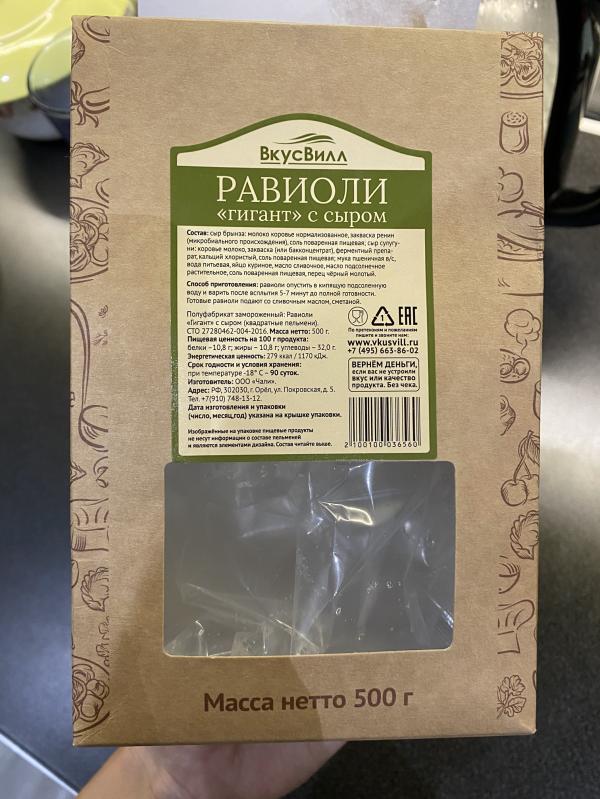 ВкусВилл
РАВИОЛИ
«ГИГАНТ» С СЫРОМ
Состав: сыр брынза: молоко коровье нормализованное, закваска ренин
(микробиального происхождения), соль поваренная пищевая; сыр сулугу-
ни: коровье молоко, закваска (или бакконцентрат), ферментный препа-
рат, кальций хлористый, соль поваренная пищевая; мука пшеничная в/с,
вода питьевая, яйцо куриное, масло сливочное, масло подсолнечное
растительное, соль поваренная пищевая, перец чёрный молотый.
Способ приготовления: равиоли опустить в кипящую подсоленную
воду и варить после всплытия 5-7 минут до полной готовности.
Готовые равиоли подают со сливочным маслом, сметаной.
Полуфабрикат замороженный: Равиоли
«Гигант» с сыром (квадратные пельмени).
СТО 27280462-004-2016. Масса нетто: 500 г.
Пищевая ценность на 100 г продукта:
белки –10,8 г; жиры – 10,8 г; углеводы – 32,0 г.
Энергетическая ценность: 279 ккал / 1170 кДж.
Срок годности и условия хранения:
при температуре -18° С – 90 суток.
Изготовитель: ООО «Чали».
Адрес: РФ, 302030, г. Орёл, ул. Покровская, д. 5.
Тел. +7(910) 748-13-12.
Дата изготовления и упаковки
(число, месяц,год) указана на крышке упаковки.
Изображённые на упаковке пищевые продукты
не несут информации о составе пельменей
и являются элементами дизайна. Состав читайте выше.
EAC
По претензиям и пожеланиям
пишите и звоните нам:
www.vkusvill.ru
+7 (495) 663-86-02
ВЕРНЁМ ДЕНЬГИ,
если вас не устроили
вкус или качество
продукта. Без чека.
2100100036560
Масса нетто 500 г